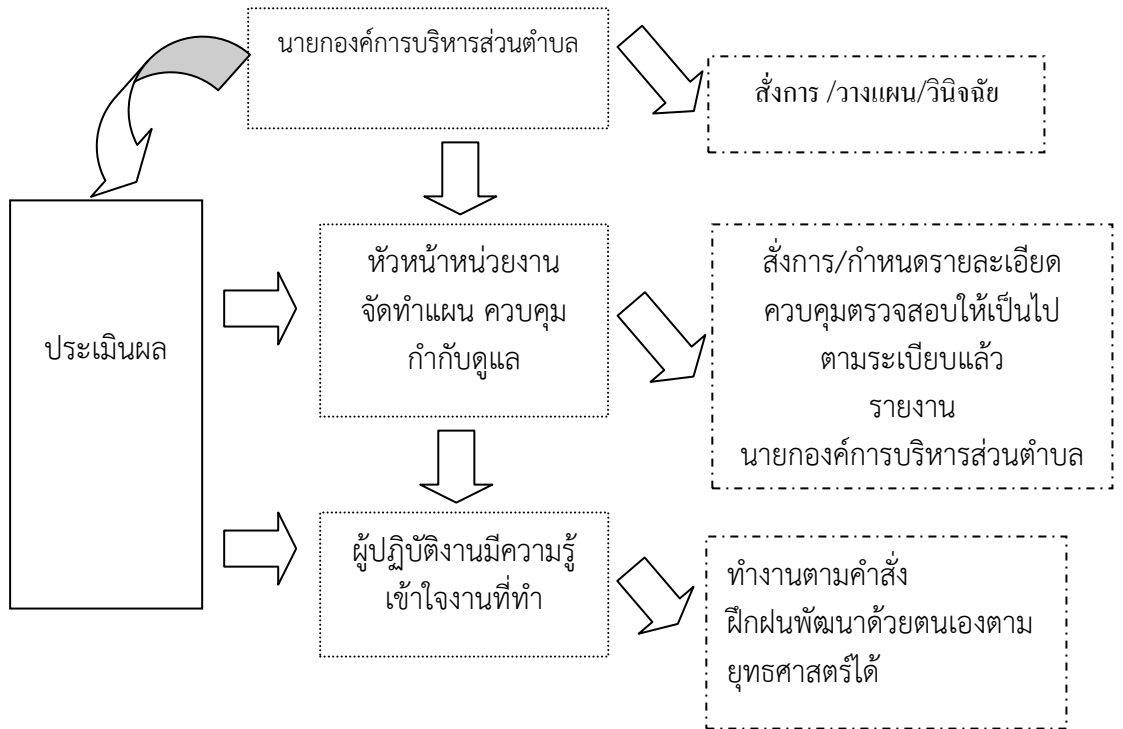 นายกองค์การบริหารส่วนตำบล
สั่งการ /วางแผน/วินิจฉัย
ประเมินผล
หัวหน้าหน่วยงาน
จัดทำแผน ควบคุม
กำกับดูแล
สั่งการ/กำหนดรายละเอียด
ควบคุมตรวจสอบให้เป็นไป
ตามระเบียบแล้ว
รายงาน
นายกองค์การบริหารส่วนตำบล
ผู้ปฏิบัติงานมีความรู้
เข้าใจงานที่ทำ
ทำงานตามคำสั่ง
ฝึกฝนพัฒนาด้วยตนเองตาม
ยุทธศาสตร์ได้